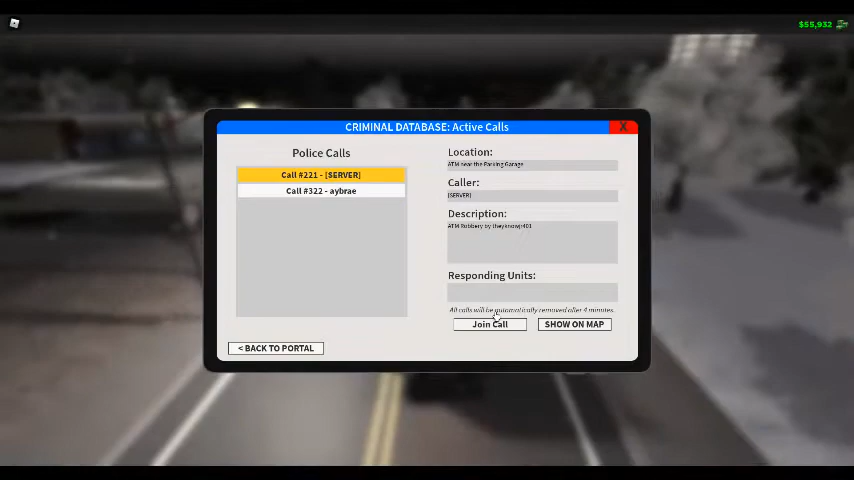 $55,932
CRIMINAL DATABASE: Active Calls
X
Police Calls
Call #221 - [SERVER]
Call #322 - aybrae
Location:
ATM near the Parking Garage
Caller:
[SERVER]
Description:
ATM Robbery by theyknowjr401
Responding Units:
All calls will be automatically removed after 4 minutes.
Join Call
SHOW ON MAP
< BACK TO PORTAL